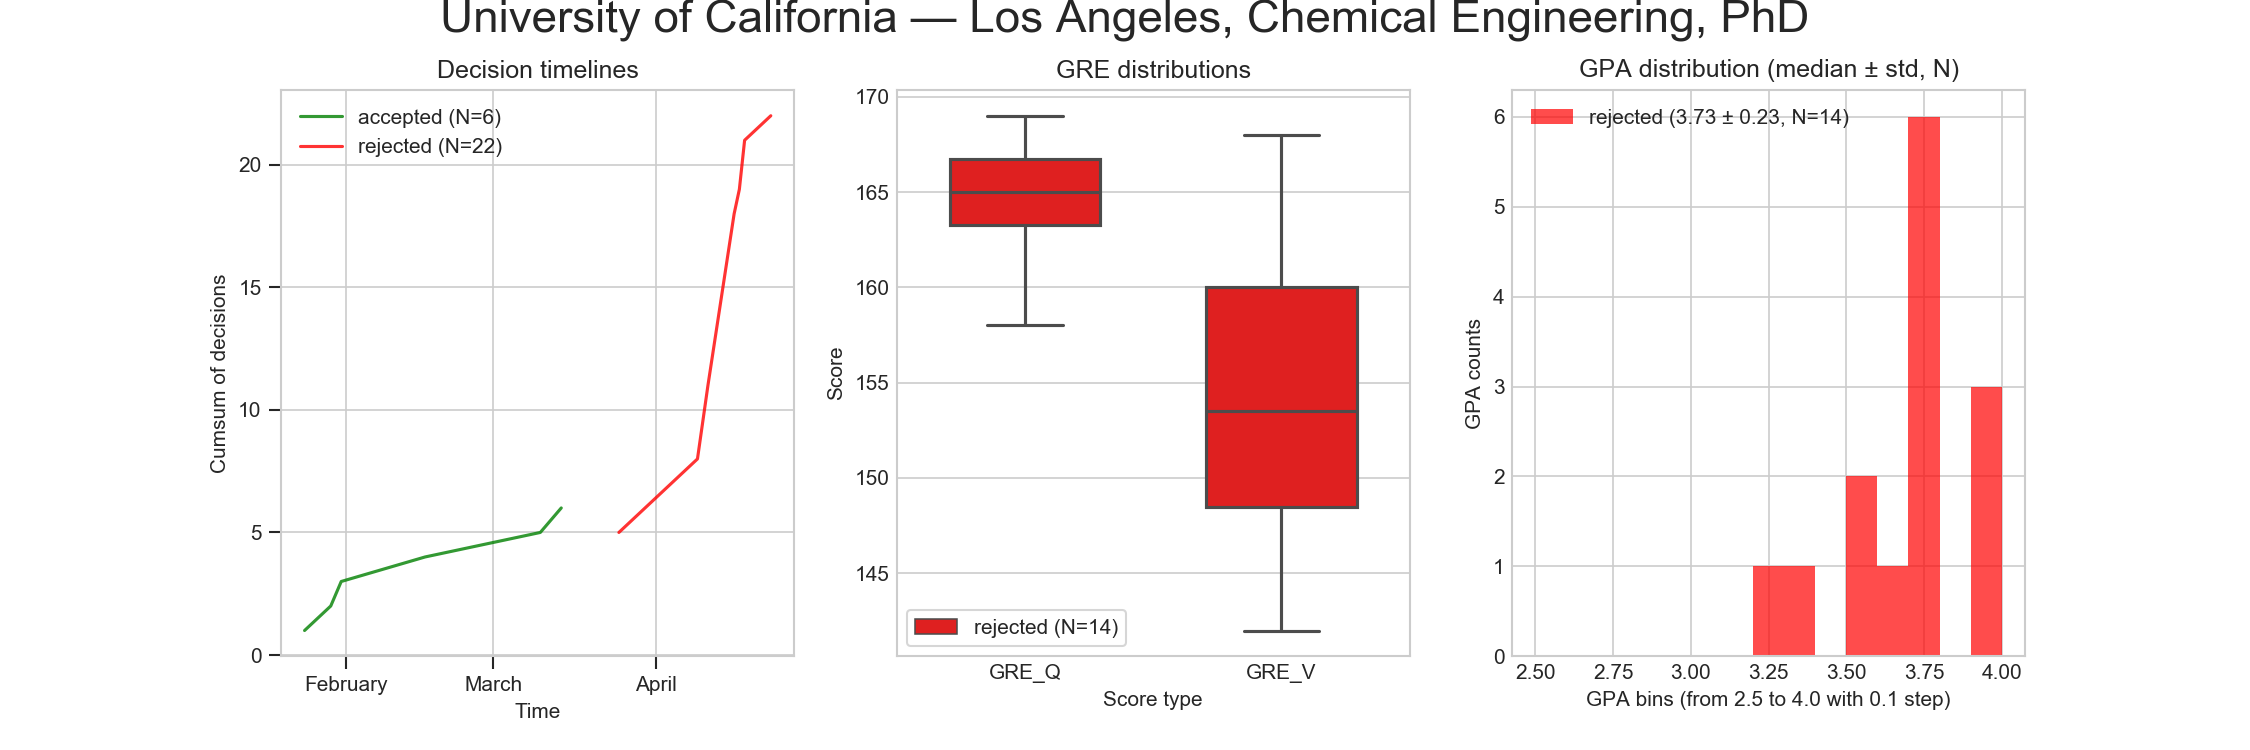 University of California — Los Angeles, Chemical Engineering, PhD
Decision timelines
accepted (N=6)
rejected (N=22)
20
15
10
5
0
Cumsum of decisions
February
March
April
Time
GRE distributions
170
165
160
155
150
145
Score
rejected (N=14)
GRE_Q
GRE_V
Score type
GPA distribution (median ± std, N)
rejected (3.73 ± 0.23, N=14)
6
5
4
3
2
1
0
GPA counts
2.50
2.75
3.00
3.25
3.50
3.75
4.00
GPA bins (from 2.5 to 4.0 with 0.1 step)